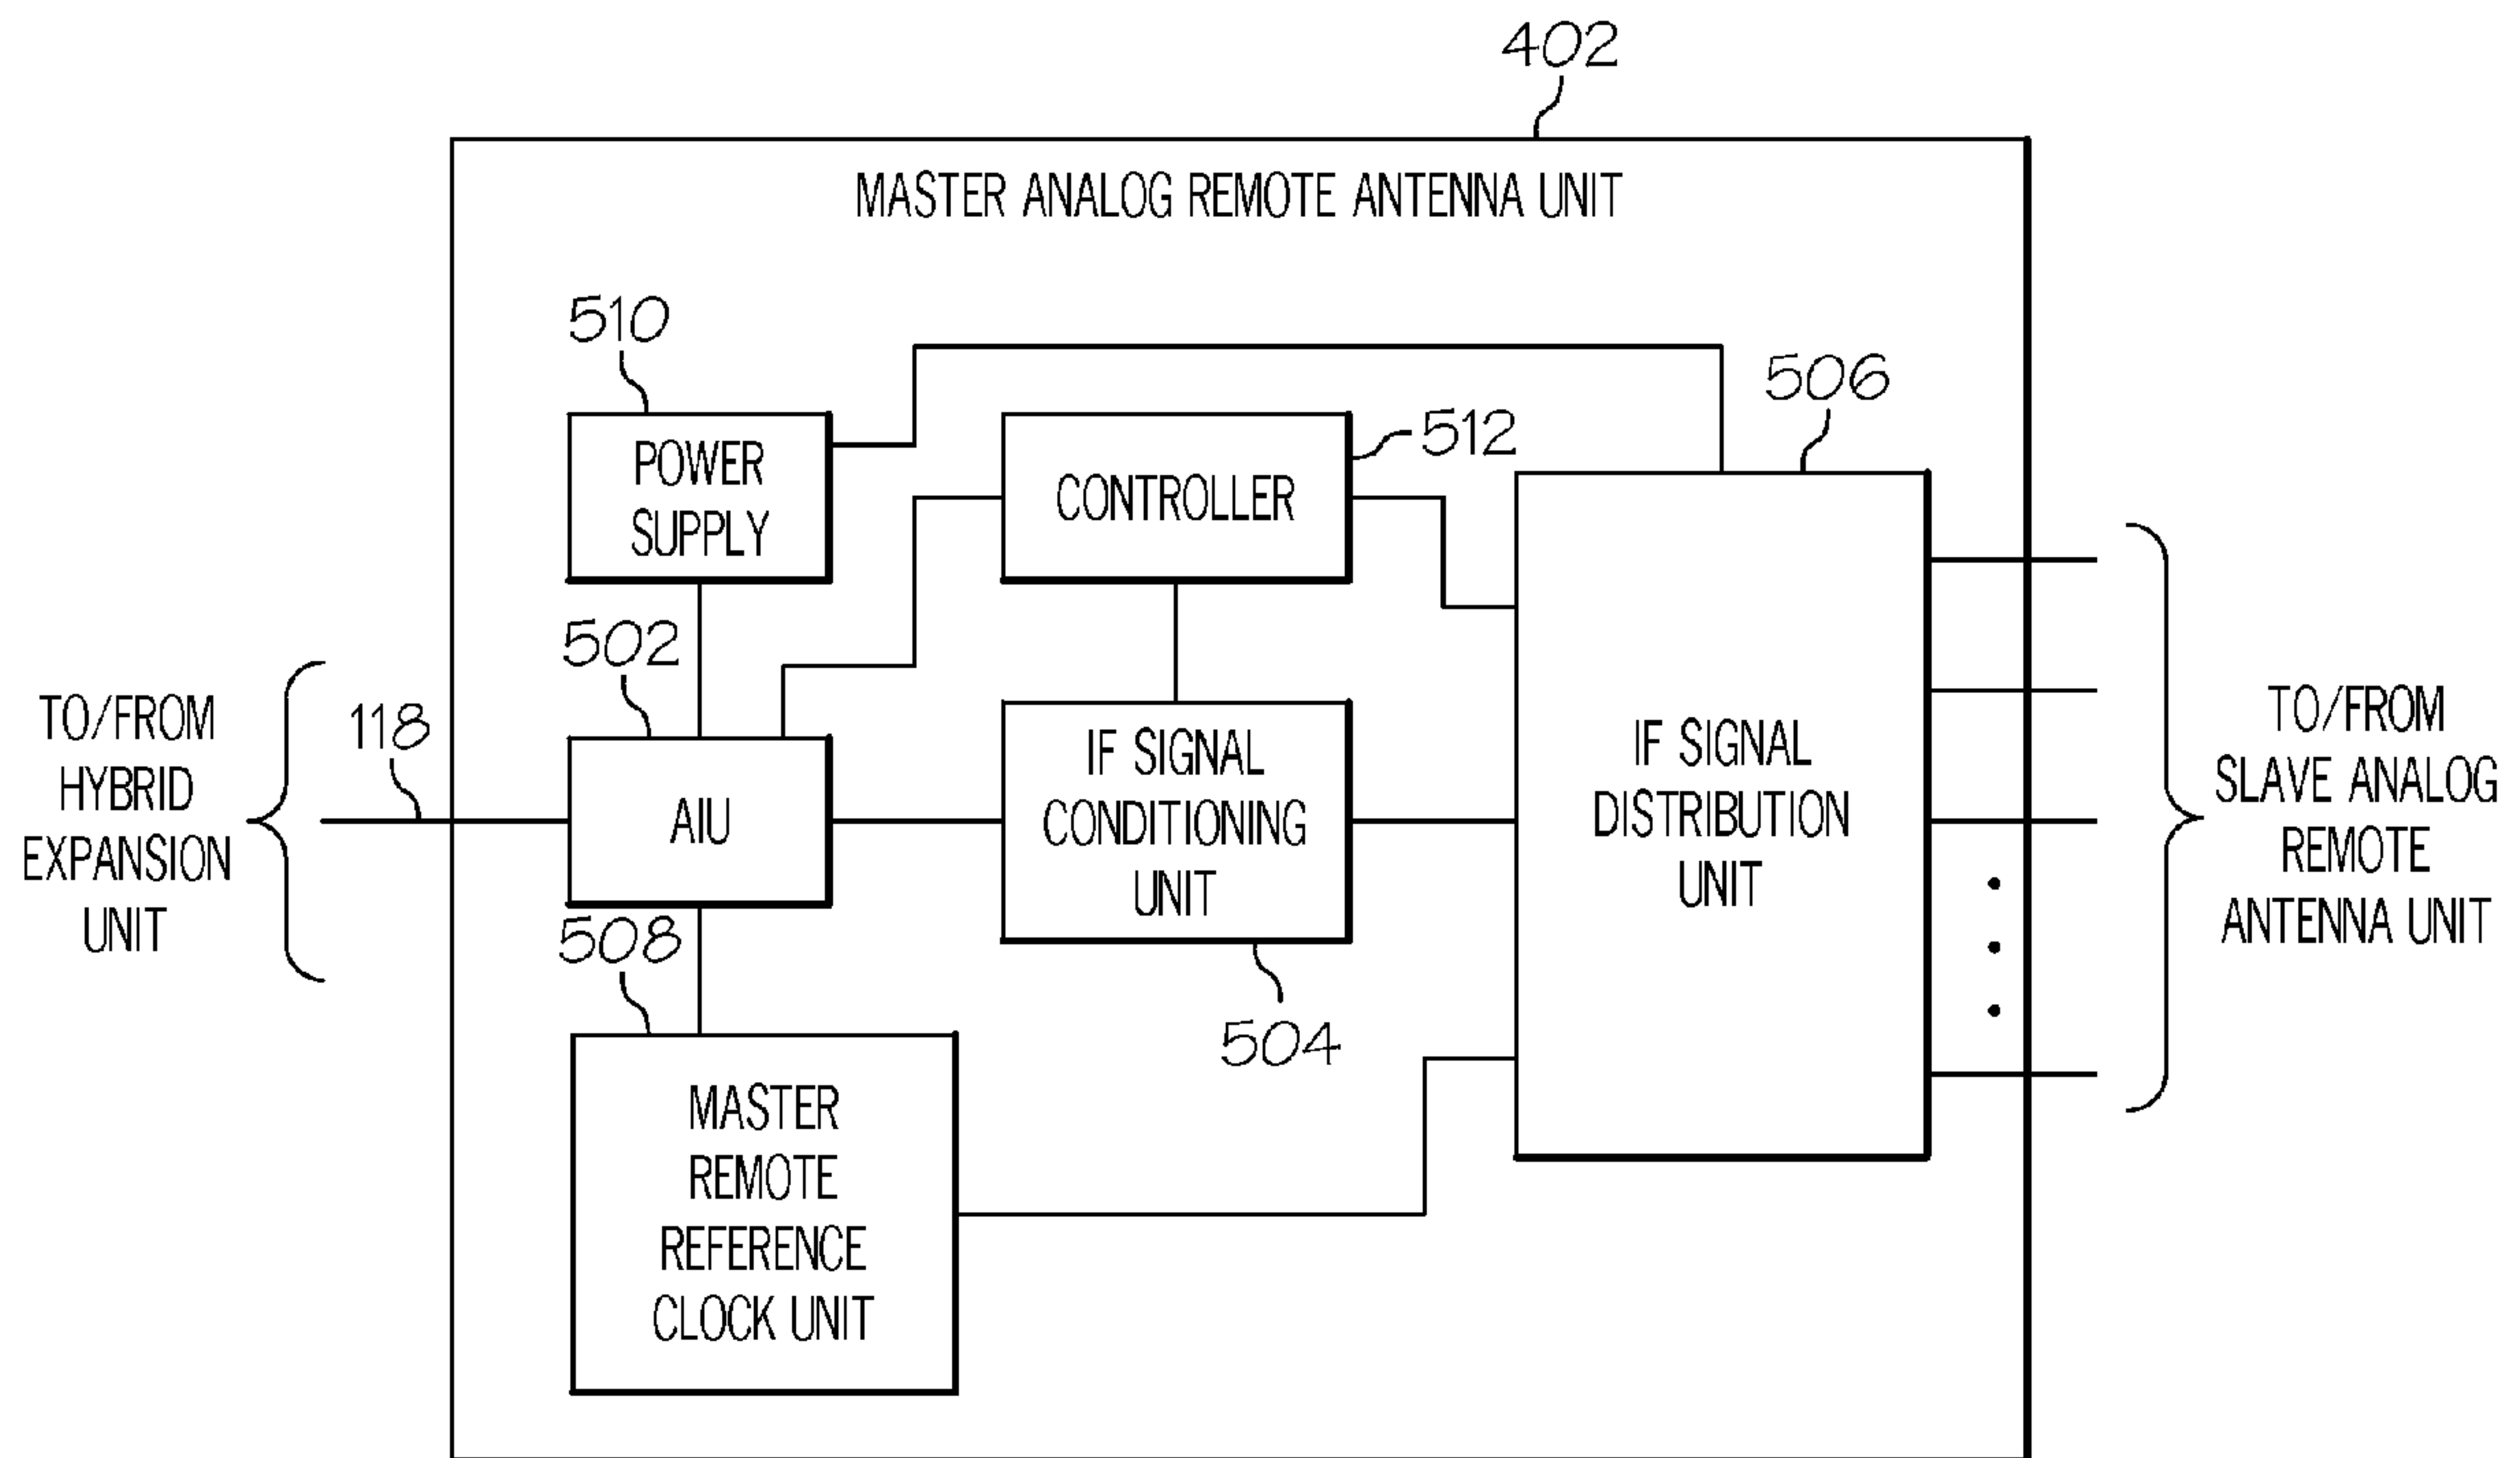 402
MASTER ANALOG REMOTE ANTENNA UNIT
510
POWER
SUPPLY
CONTROLLER
512
506
502
TO/FROM
HYBRID
EXPANSION
UNIT
118
AIU
IF SIGNAL
CONDITIONING
UNIT
504
IF SIGNAL
DISTRIBUTION
UNIT
TO/FROM
SLAVE ANALOG
REMOTE
ANTENNA UNIT
508
MASTER
REMOTE
REFERENCE
CLOCK UNIT